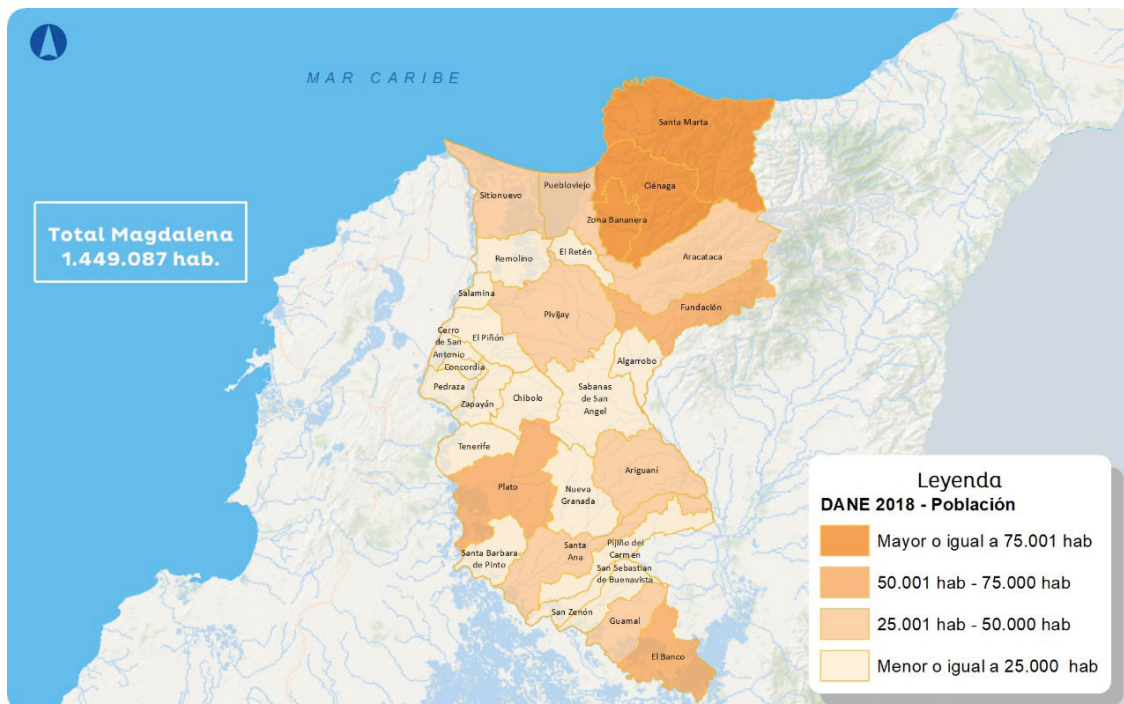 MAR CARIBE
Total Magdalena
1.449.087 hab.
Santa Marta
Ciénaga
Sitionuevo
Puebloviejo
Zona Bananera
El Retén
Remolino
Aracataca
Salamina
Fundación
Pivijay
Cerro
de San
Antonio
El Piñón
Concordia
Algarrobo
Pedraza
Zapayán
Chibolo
Sabanas
de San
Angel
Tenerife
Ariguaní
Plato
Nueva
Granada
Santa Barbara
de Pinto
Santa
Ana
Pijiño del
Carmen
San Sebastian
de Buenavista
San Zenón
Guamal
El Banco
Leyenda
DANE 2018 - Población
Mayor o igual a 75.001 hab
50.001 hab - 75.000 hab
25.001 hab - 50.000 hab
Menor o igual a 25.000 hab